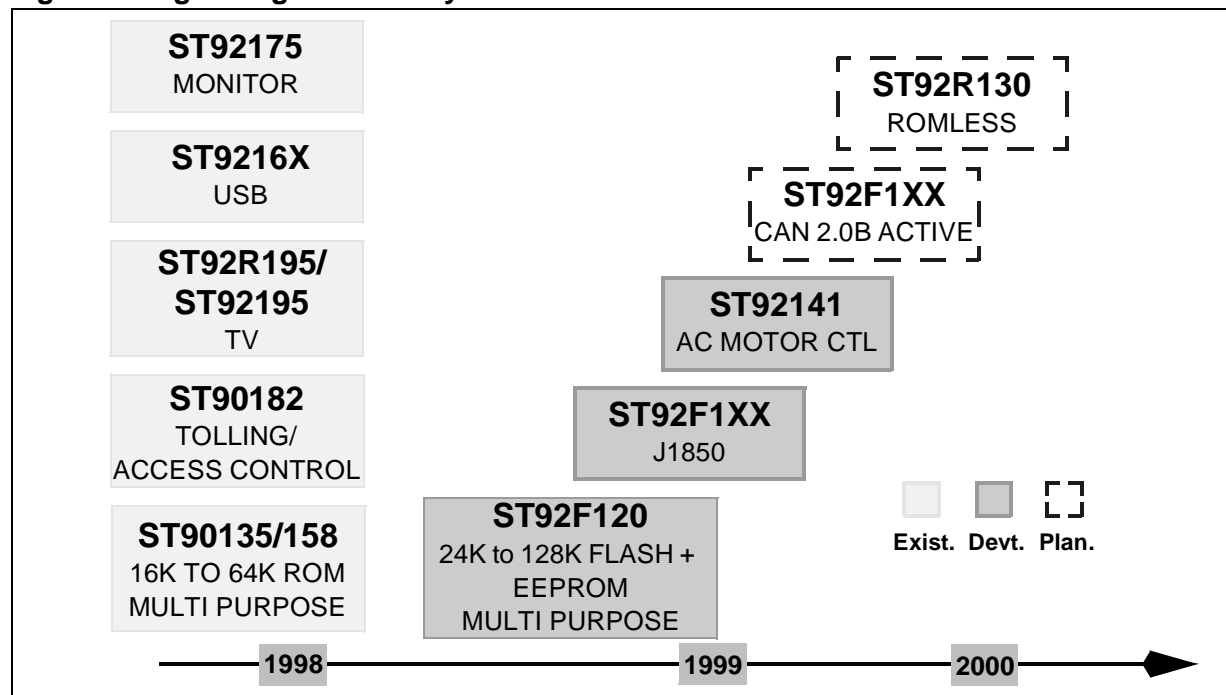 ST92175
MONITOR
ST9216X
USB
ST92R195/
ST92195
TV
ST90182
TOLLING/
ACCESS CONTROL
ST90135/158
16K TO 64K ROM
MULTI PURPOSE
ST92F120
24K to 128K FLASH +
EEPROM
MULTI PURPOSE
ST92F1XX
J1850
ST92141
AC MOTOR CTL
ST92F1XX
CAN 2.0B ACTIVE
ST92R130
ROMLESS
Exist. Devt. Plan.
1998
1999
2000